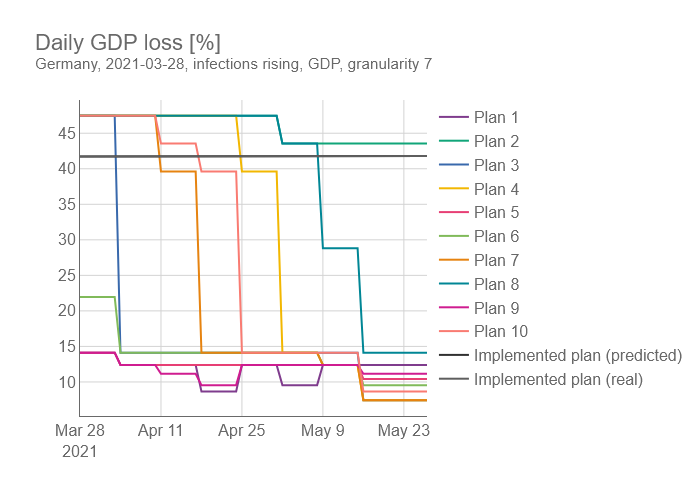 Daily GDP loss [%]
Germany, 2021-03-28, infections rising, GDP, granularity 7
45
40
35
30
25
20
15
10
Mar 28
2021
Apr 11
Apr 25
May 9
May 23
Plan 1
Plan 2
Plan 3
Plan 4
Plan 5
Plan 6
Plan 7
Plan 8
Plan 9
Plan 10
Implemented plan (predicted)
Implemented plan (real)